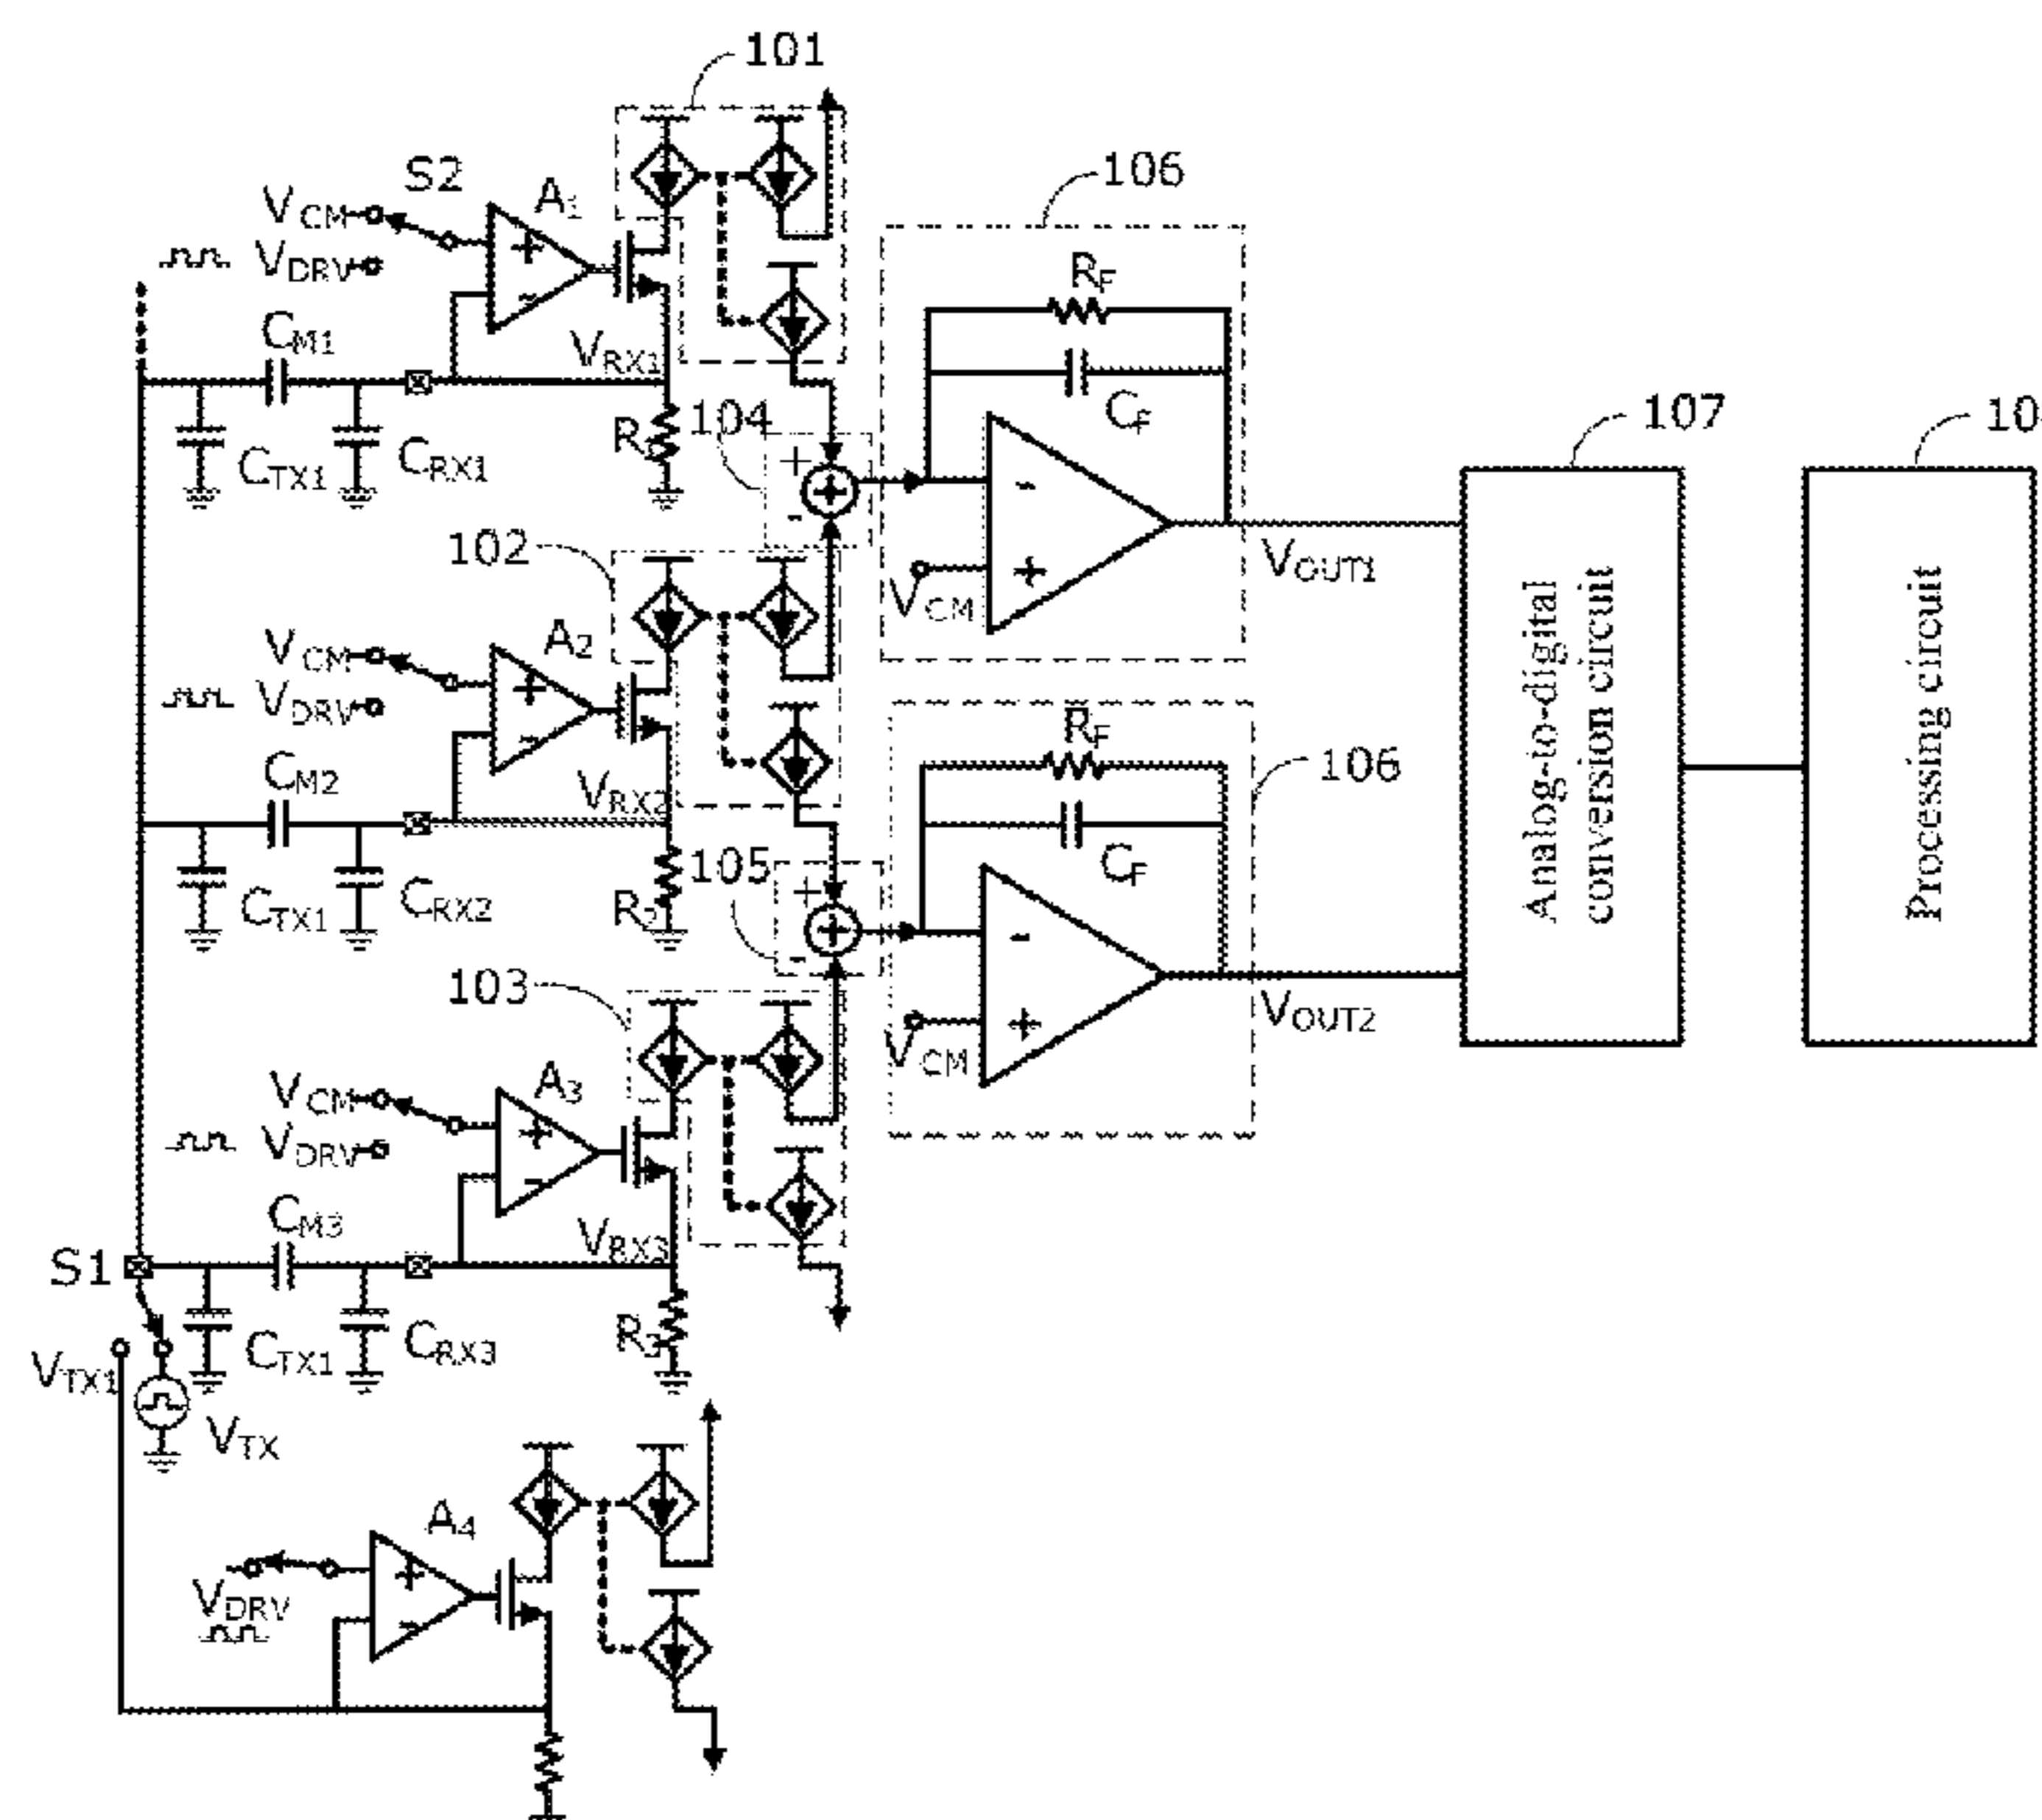 101
S2
A1
VCM
VDRV
106
RF
CM1
VRX1
CF
107
104
R1
CTX1
CRX1
+
-
102
VCM
VOUT1
Analog-to-digital
conversion circuit
Processing circuit
VCM
A2
VDRV
RF
106
CM2
VRX2
CF
105
CTX1
CRX2
R2
+
-
103
VCM
VOUT2
VCM
A3
VDRV
CM3
VRX3
S1
R3
CTX1
CRX3
VTX1
VTX
A4
VDRV